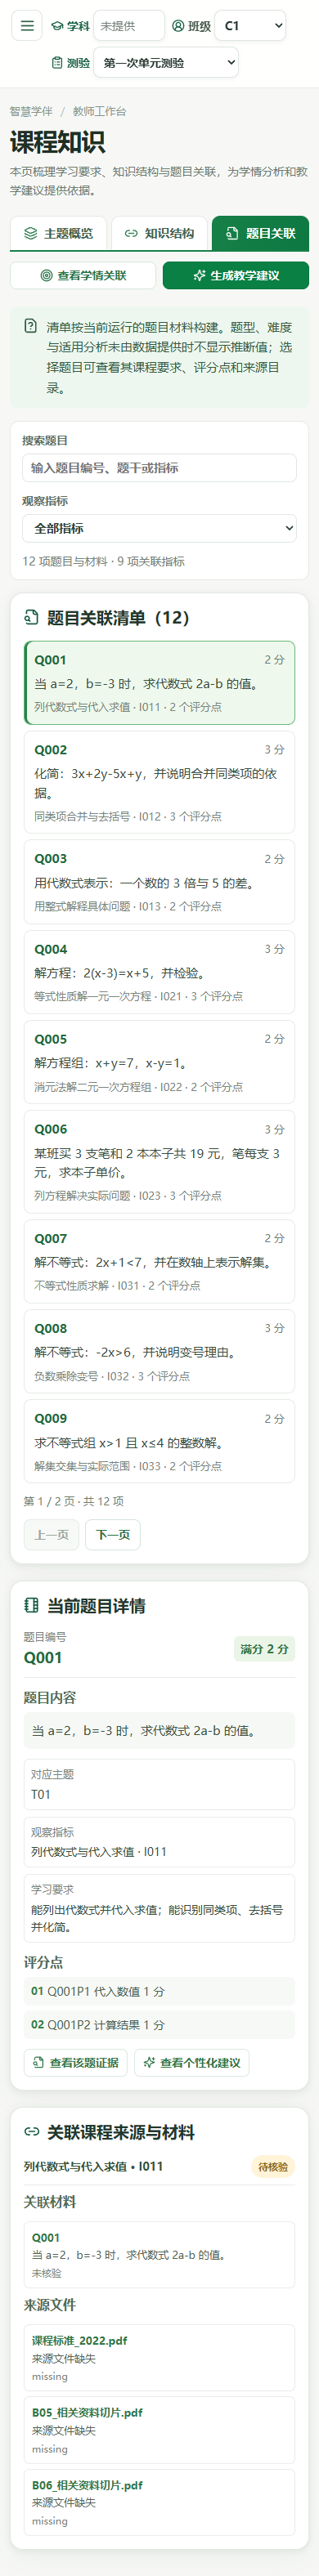 学科 未提供 班级 C1
测验 第一次单元测验
智慧学伴 / 教师工作台
课程知识
本页梳理学习要求、知识结构与题目关联，为学情分析和教
学建议提供依据。
主题概览 知识结构 题目关联
查看学情关联 生成教学建议
清单按当前运行的题目材料构建。题型、难度
与适用分析未由数据提供时不显示推断值；选
择题目可查看其课程要求、评分点和来源目
录。
搜索题目
输入题目编号、题干或指标
观察指标
全部指标
12 项题目与材料 · 9 项关联指标
题目关联清单（12）
Q001 2 分
当 a=2，b=-3 时，求代数式 2a-b 的值。
列代数式与代入求值 · I011 · 2 个评分点
Q002 3 分
化简：3x+2y-5x+y，并说明合并同类项的依
据。
同类项合并与去括号 · I012 · 3 个评分点
Q003 2 分
用代数式表示：一个数的 3 倍与 5 的差。
用整式解释具体问题 · I013 · 2 个评分点
Q004 3 分
解方程：2(x-3)=x+5，并检验。
等式性质解一元一次方程 · I021 · 3 个评分点
Q005 2 分
解方程组：x+y=7，x-y=1。
消元法解二元一次方程组 · I022 · 2 个评分点
Q006 3 分
某班买 3 支笔和 2 本本子共 19 元，笔每支 3
元，求本子单价。
列方程解决实际问题 · I023 · 3 个评分点
Q007 2 分
解不等式：2x+1<7，并在数轴上表示解集。
不等式性质求解 · I031 · 2 个评分点
Q008 3 分
解不等式：-2x>6，并说明变号理由。
负数乘除变号 · I032 · 3 个评分点
Q009 2 分
求不等式组 x>1 且 x≤4 的整数解。
解集交集与实际范围 · I033 · 2 个评分点
第 1 / 2 页 · 共 12 项
上一页 下一页
当前题目详情
题目编号
Q001 满分 2 分
题目内容
当 a=2，b=-3 时，求代数式 2a-b 的值。
对应主题
T01
观察指标
列代数式与代入求值 · I011
学习要求
能列出代数式并代入求值；能识别同类项、去括号
并化简。
评分点
01 Q001P1 代入数值 1 分
02 Q001P2 计算结果 1 分
查看该题证据 查看个性化建议
关联课程来源与材料
列代数式与代入求值 • I011 待核验
关联材料
Q001
当 a=2，b=-3 时，求代数式 2a-b 的值。
未核验
来源文件
课程标准_2022.pdf
来源文件缺失
missing
B05_相关资料切片.pdf
来源文件缺失
missing
B06_相关资料切片.pdf
来源文件缺失
missing